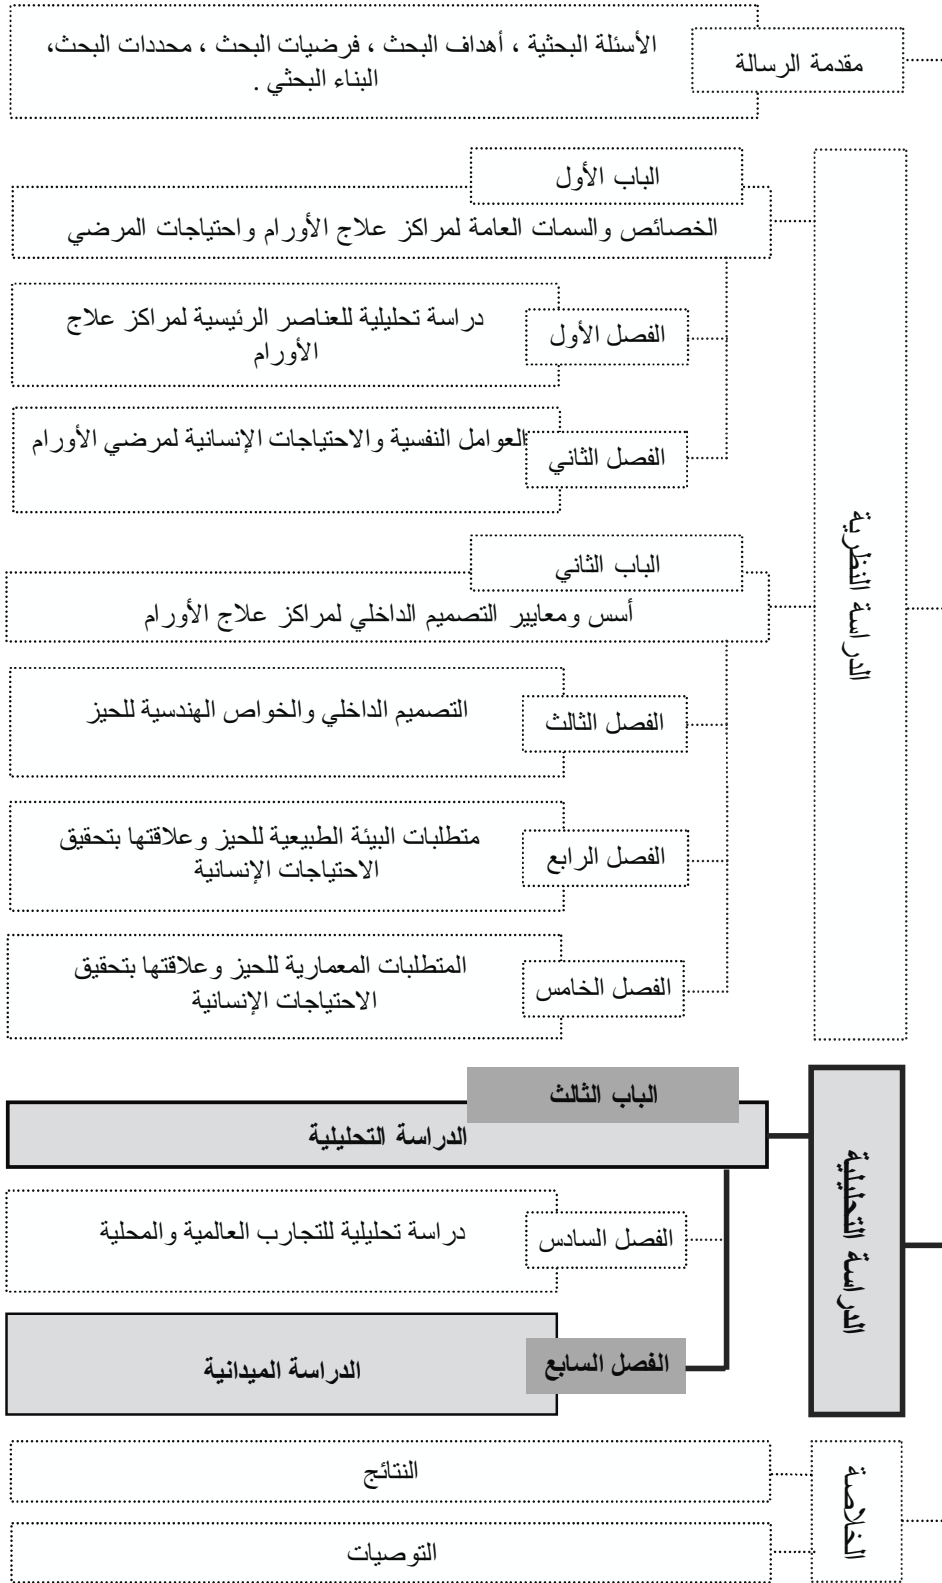 مقدمة الرسالة
الأسئلة البحثية ، أهداف البحث ، فرضيات البحث ، محددات البحث،
البناء البحثي .
الدراسة النظرية
الباب الأول
الخصائص والسمات العامة لمراكز علاج الأورام واحتياجات المرضي
الفصل الأول
دراسة تحليلية للعناصر الرئيسية لمراكز علاج
الأورام
الفصل الثاني
العوامل النفسية والاحتياجات الإنسانية لمرضي الأورام
الباب الثاني
أسس ومعايير التصميم الداخلي لمراكز علاج الأورام
الفصل الثالث
التصميم الداخلي والخواص الهندسية للحيز
الفصل الرابع
متطلبات البيئة الطبيعية للحيز وعلاقتها بتحقيق
الاحتياجات الإنسانية
الفصل الخامس
المتطلبات المعمارية للحيز وعلاقتها بتحقيق
الاحتياجات الإنسانية
الدراسة التحليلية
الباب الثالث
الدراسة التحليلية
الفصل السادس
دراسة تحليلية للتجارب العالمية والمحلية
الفصل السابع
الدراسة الميدانية
الخلاصة
النتائج
التوصيات